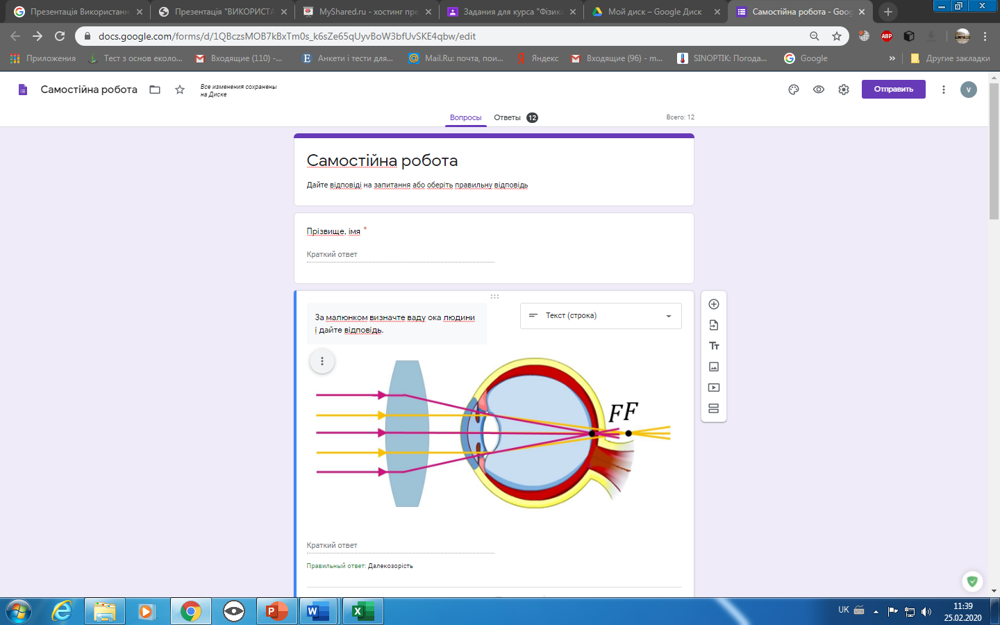 Презентація Використанн
Презентація "ВИКОРИСТА
MyShared.ru - хостинг пре
Задания для курса "Фізика
Мой диск – Google Диск
Самостійна робота - Goog
docs.google.com/forms/d/1QBczsMOB7kBxTm0s_k6sZe65qUyvBoW3bfUvSKE4qbw/edit
ABP
Приложения
Тест з основ еколо...
Входящие (110) -...
Анкети і тести для...
Mail.Ru: почта, пои...
Яндекс
Входящие (96) - m...
SINOPTIK: Погода...
Google
»
Другие закладки
Самостійна робота
Все изменения сохранены
на Диске
Отправить
v
Вопросы
Ответы 12
Всего: 12
Самостійна робота
Дайте відповіді на запитання або оберіть правильну відповідь
Прізвище, імя *
Краткий ответ
За малюнком визначте ваду ока людини
і дайте відповідь.
Текст (строка)
Tт
F F
Краткий ответ
Правильный ответ: Далекозорість
UK
11:39
25.02.2020